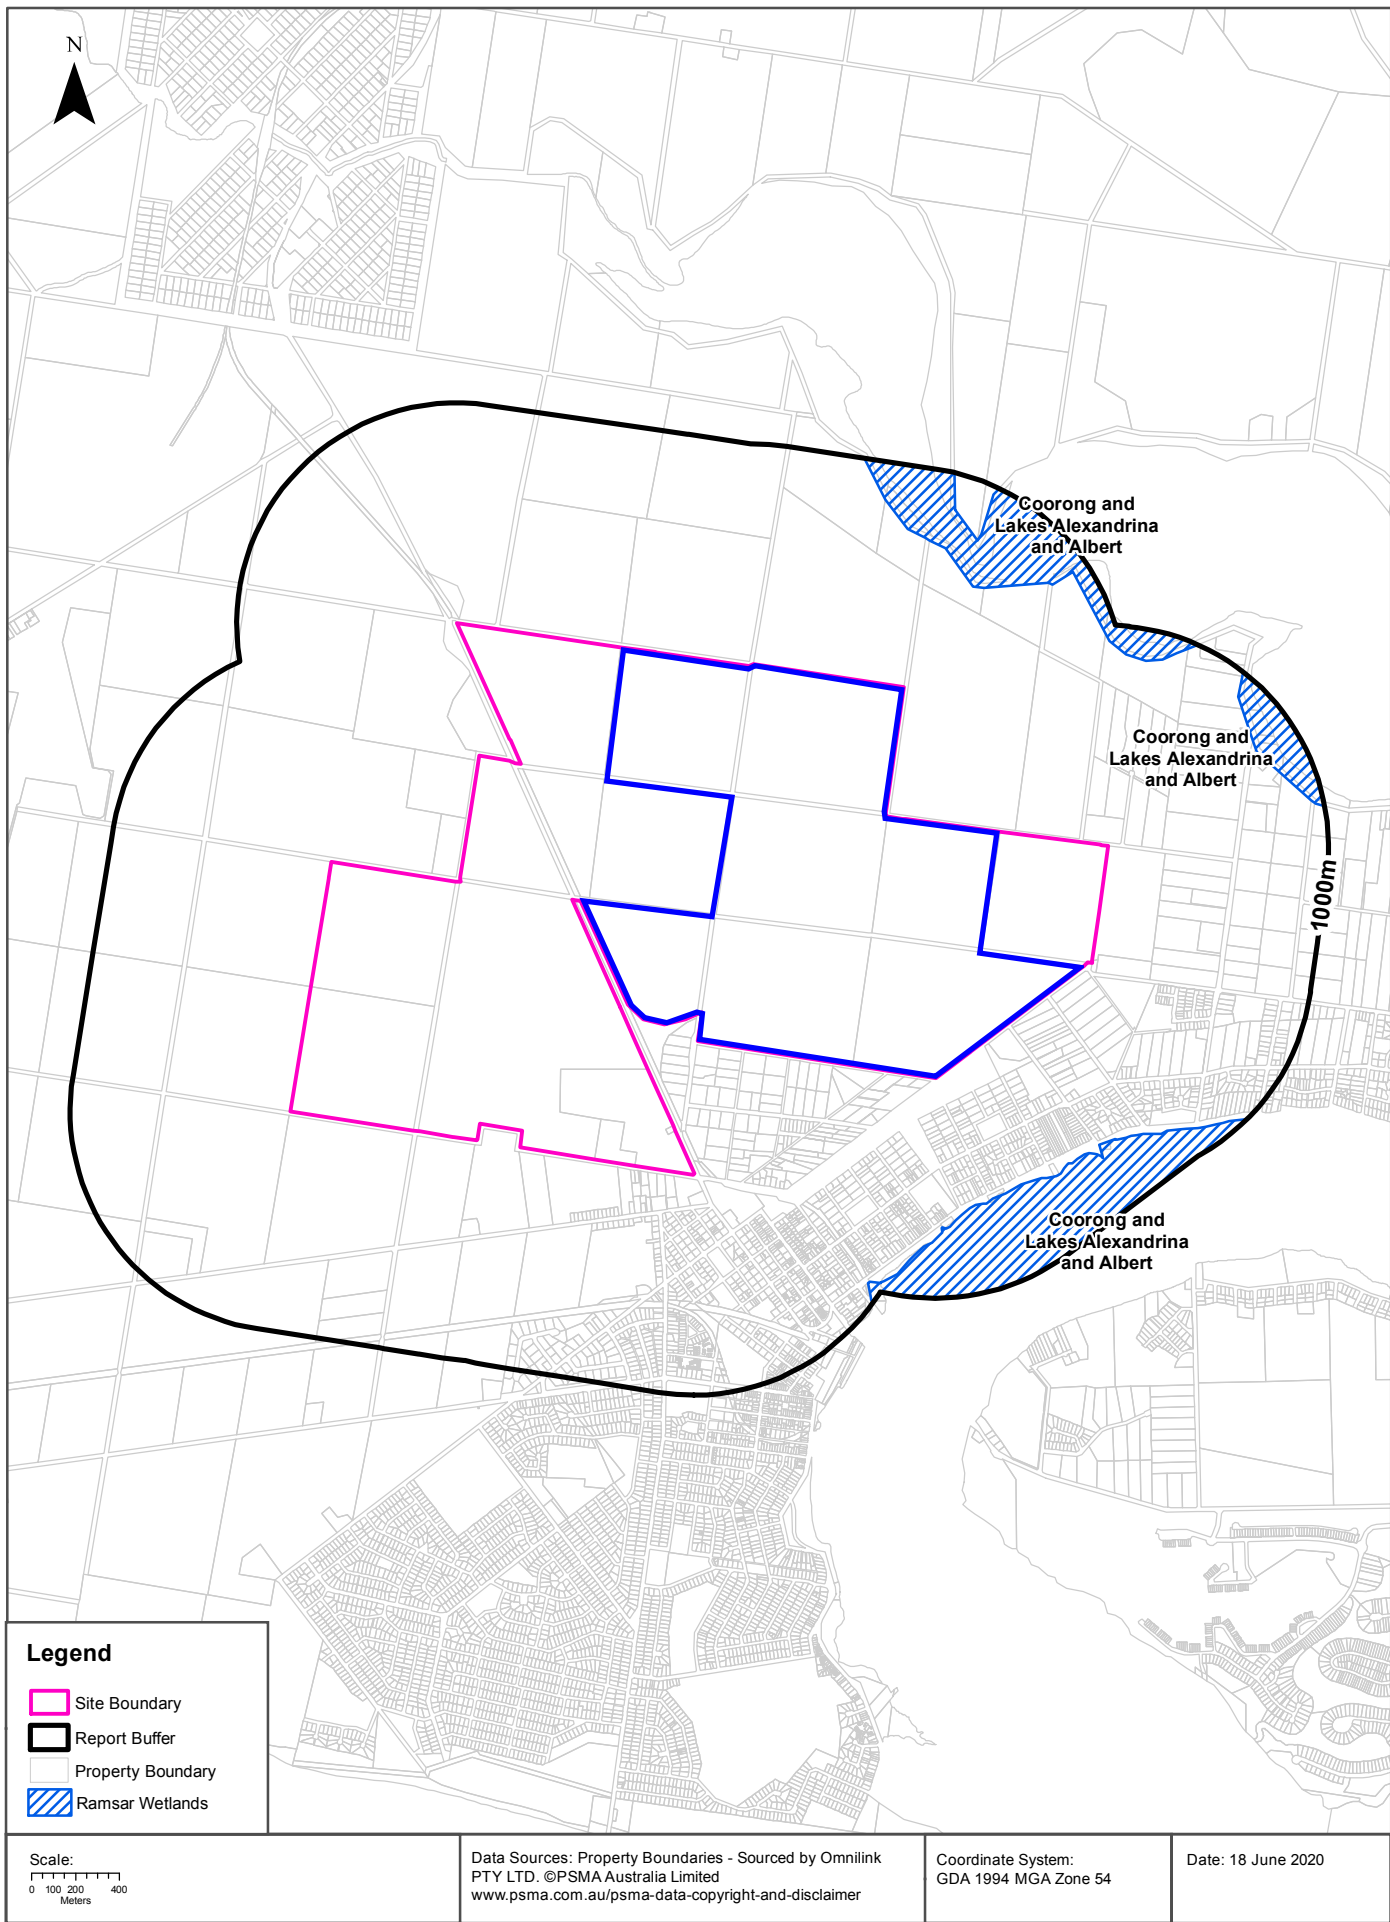 N
Coorong and
Lakes Alexandrina
and Albert
Coorong and
Lakes Alexandrina
and Albert
1000m
Coorong and
Lakes Alexandrina
and Albert
Legend
Site Boundary
Report Buffer
Property Boundary
Ramsar Wetlands
Scale:
0 100 200 400
Meters
Data Sources: Property Boundaries - Sourced by Omnilink
PTY LTD. ©PSMA Australia Limited
www.psma.com.au/psma-data-copyright-and-disclaimer
Coordinate System:
GDA 1994 MGA Zone 54
Date: 18 June 2020